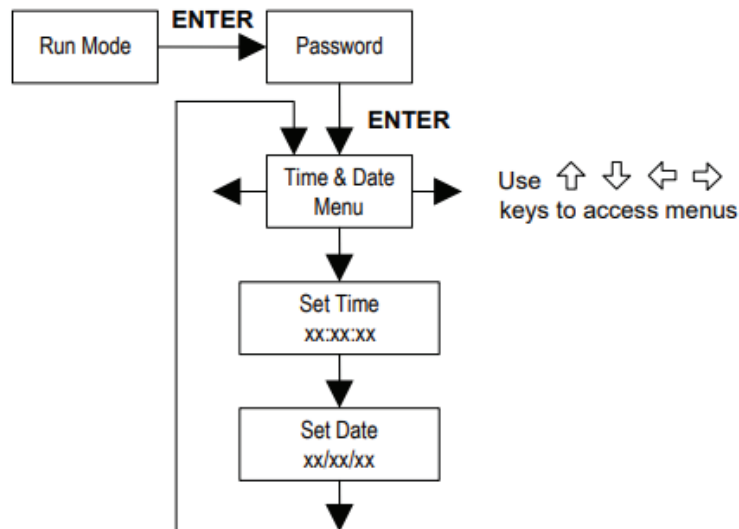 ENTER
Run Mode
Password
ENTER
Time & Date
Menu
Use ⇧ ⇩ ⇦ ⇨
keys to access menus
Set Time
xx:xx:xx
Set Date
xx/xx/xx